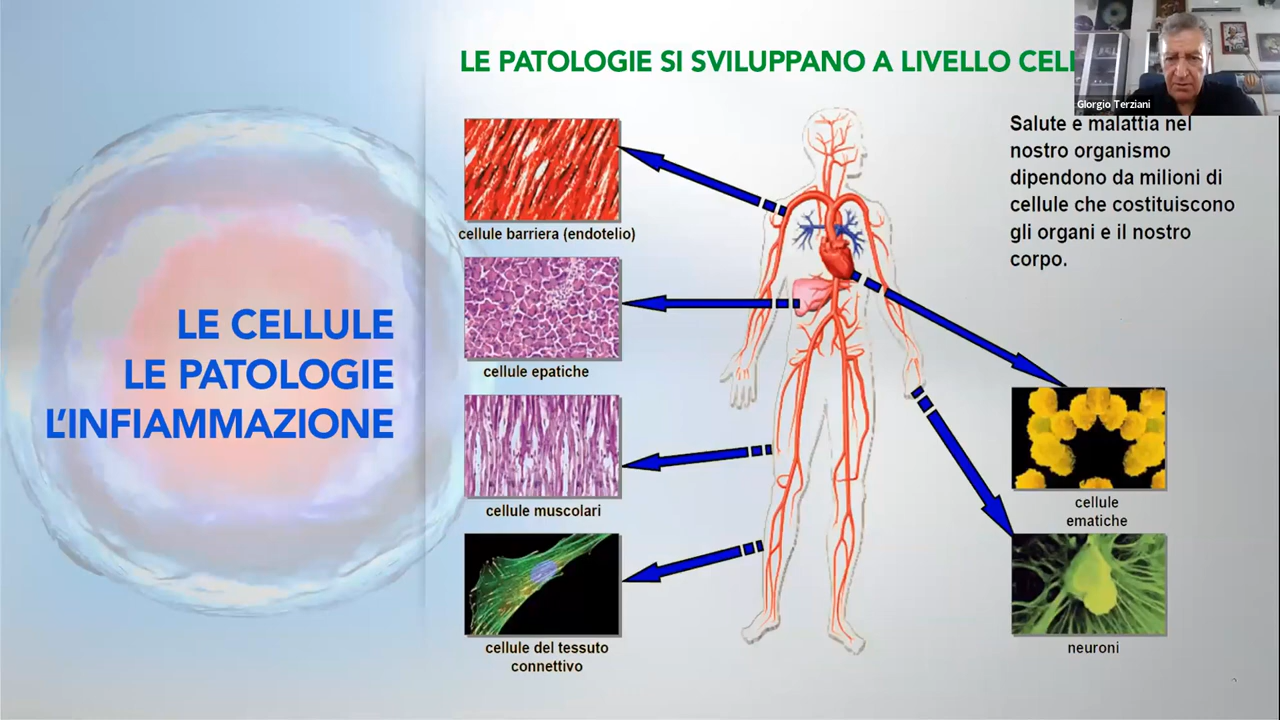 LE PATOLOGIE SI SVILUPPANO A LIVELLO
Giorgio Terziani
Salute e malattia nel
nostro organismo
dipendono da milioni di
cellule che costituiscono
gli organi e il nostro
corpo.
cellule barriera (endotelio)
cellule epatiche
LE CELLULE
LE PATOLOGIE
L'INFIAMMAZIONE
cellule muscolari
cellule
ematiche
cellule del tessuto
connettivo
neuroni